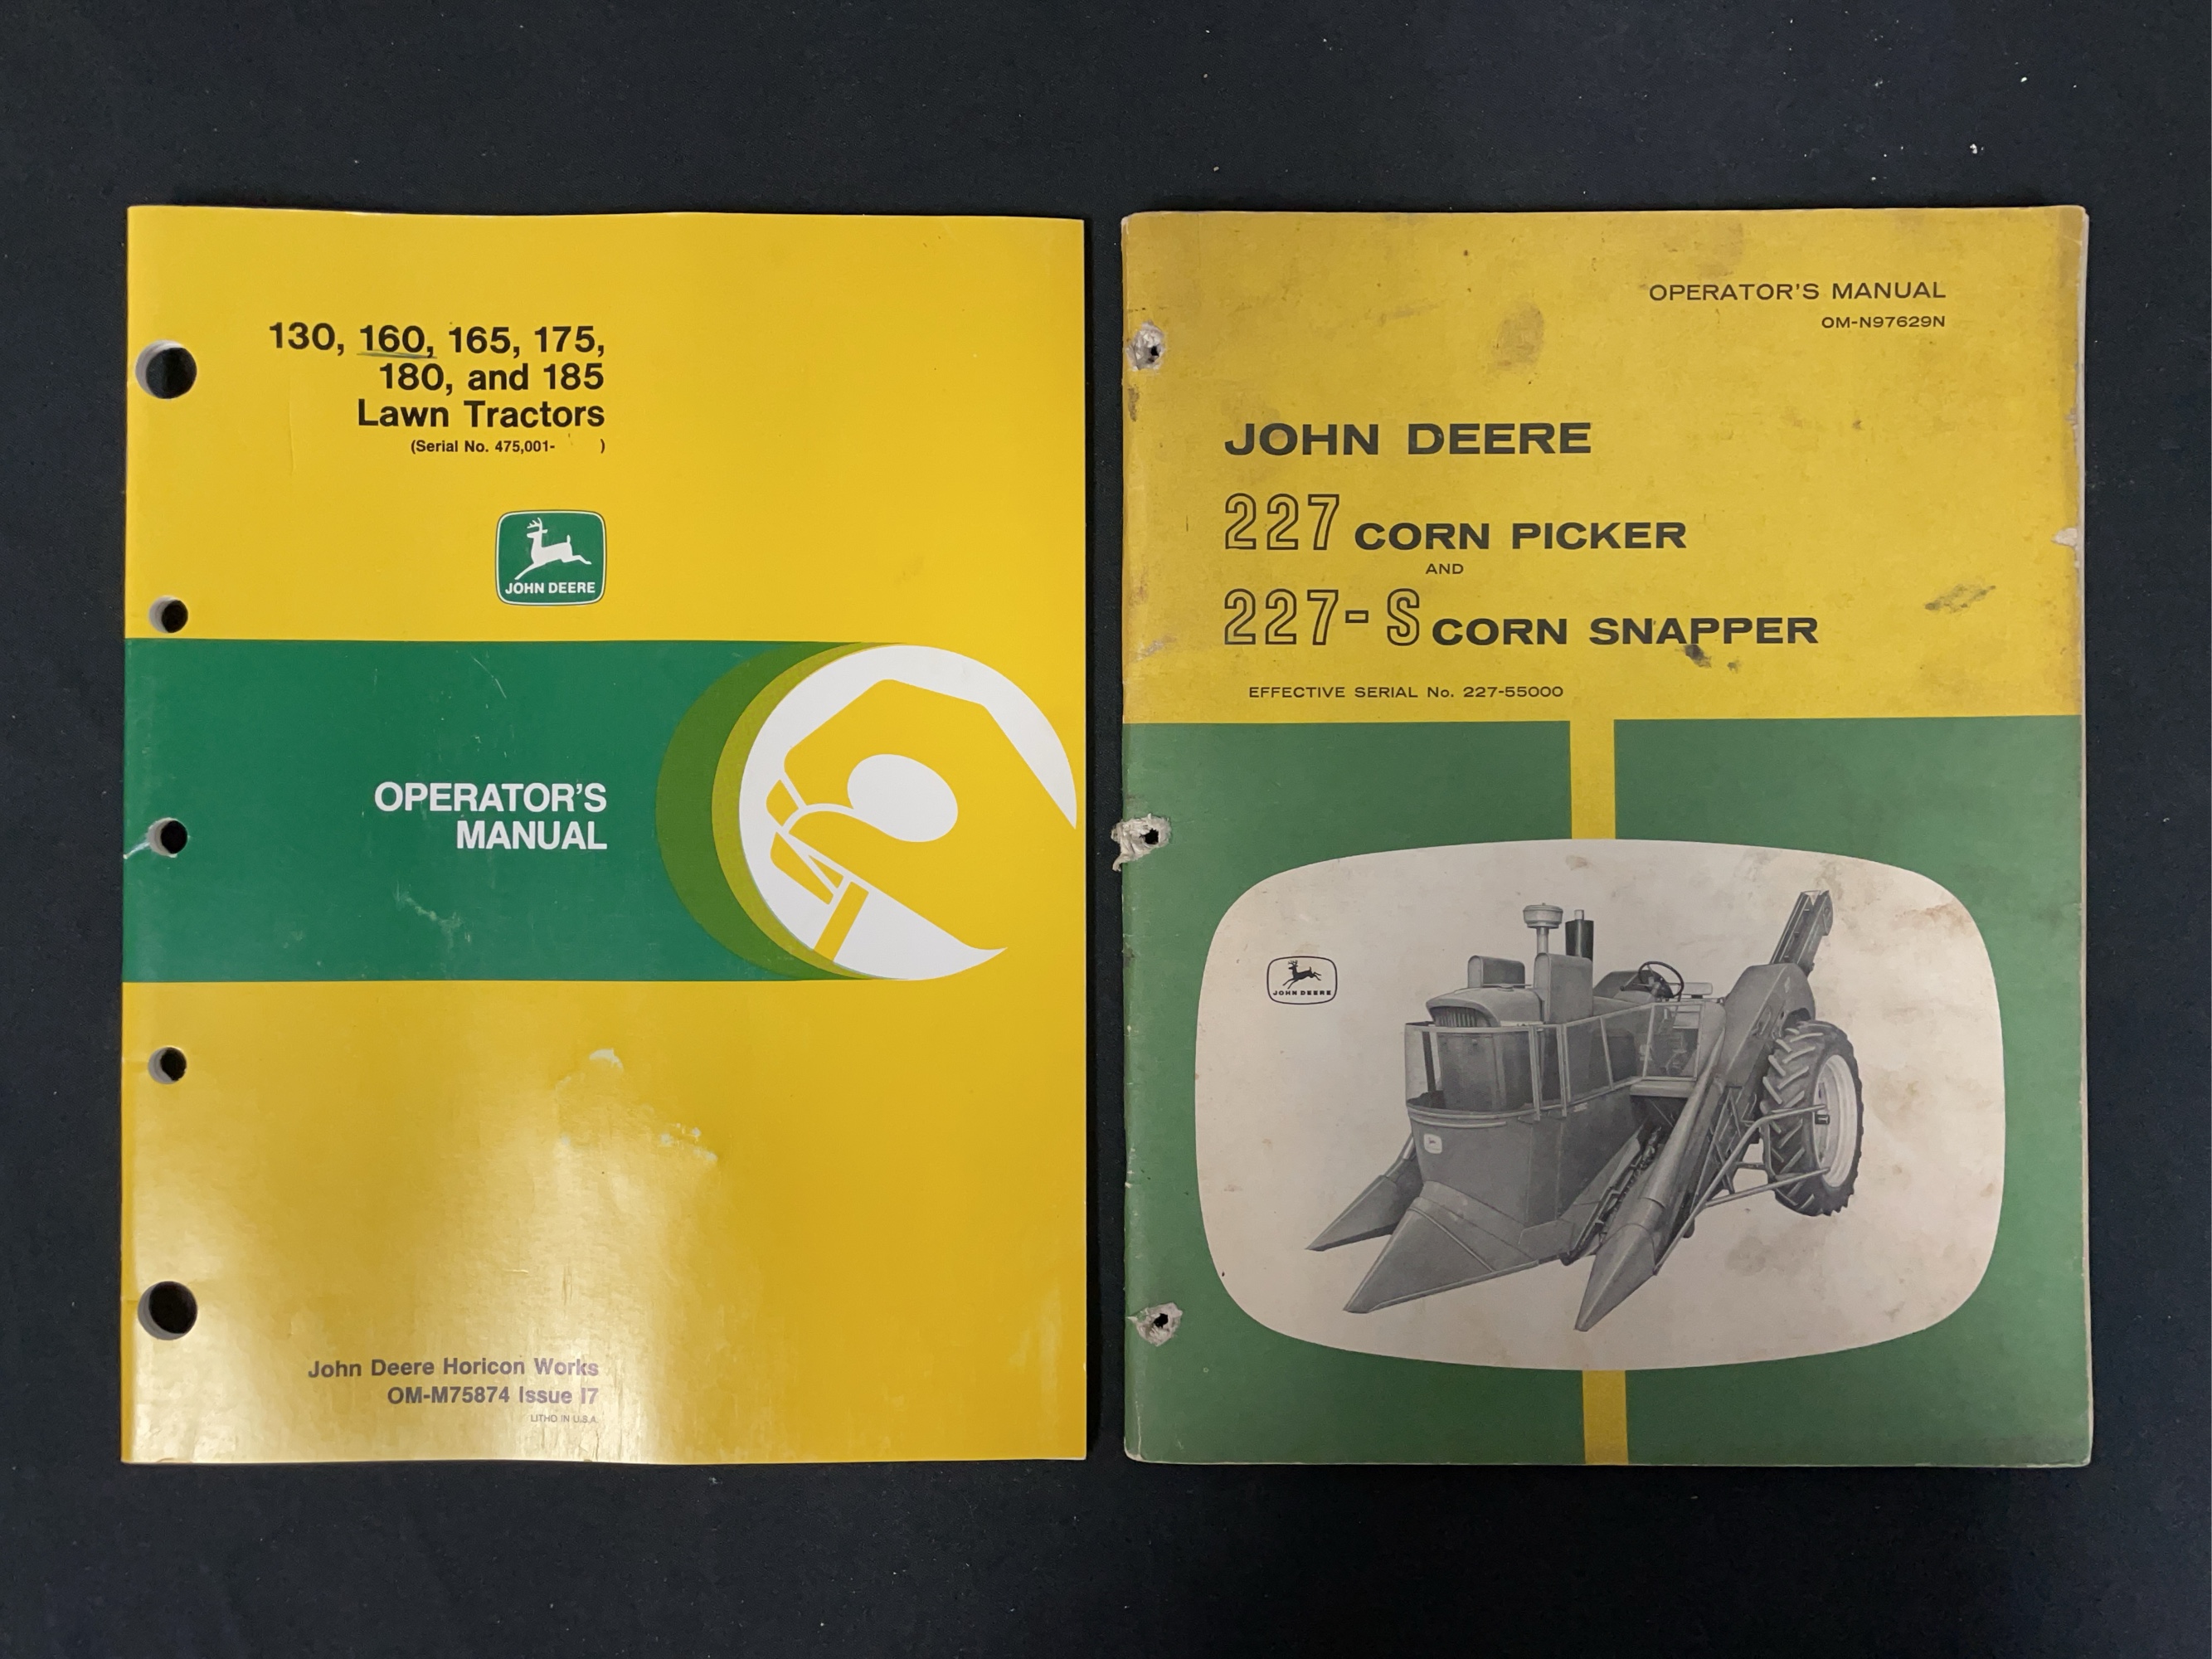 130, 160, 165, 175,
180, and 185
Lawn Tractors
(Serial No. 475,001- )
JOHN DEERE
OPERATOR'S
MANUAL
John Deere Horicon Works
OM-M75874 Issue I7
LITHO IN U.S.A.
OPERATOR'S MANUAL
OM-N97629N
JOHN DEERE
227 CORN PICKER
AND
227-S CORN SNAPPER
EFFECTIVE SERIAL No. 227-55000
JOHN DEERE